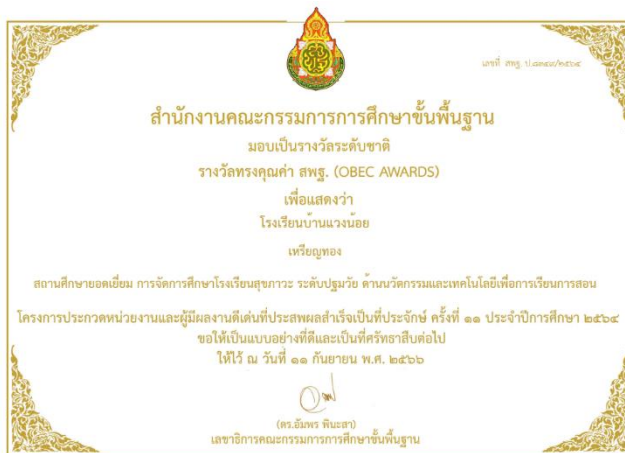 เลขที่ สพฐ. ป
สำนักงานคณะกรรมการการศึกษาขั้นพื้นฐาน
มอบเป็นรางวัลระดับชาติ
รางวัลทรงคุณค่า สพฐ. (OBEC AWARDS)
เพื่อแสดงว่า
โรงเรียนบ้านแวงน้อย
เหรียญทอง
สถานศึกษายอดเยี่ยม การจัดการศึกษาโรงเรียนสุขภาวะ ระดับปฐมวัย ด้านนวัตกรรมและเทคโนโลยีเพื่อการเรียนการสอน
โครงการประกวดหน่วยงานและผู้มีผลงานดีเด่นที่ประสพผลสำเร็จเป็นที่ประจักษ์ ครั้งที่ ๑๑ ประจำปีการศึกษา ๒๕๖๔
ขอให้เป็นแบบอย่างที่ดีและเป็นที่ศรัทธาสืบต่อไป
ให้ไว้ ณ วันที่ ๑๑ กันยายน พ.ศ. ๒๕๖๖
(ดร.อัมพร พินะสา)
เลขาธิการคณะกรรมการการศึกษาขั้นพื้นฐาน